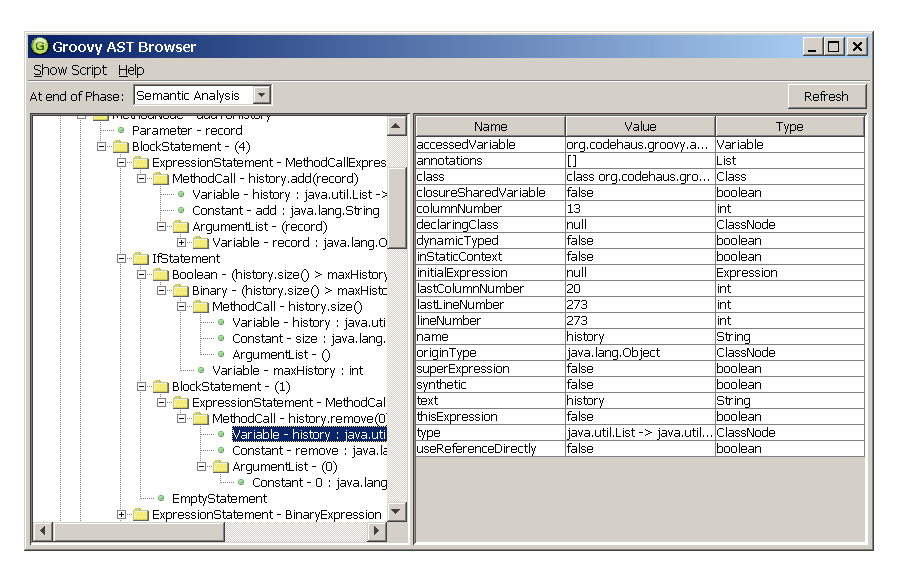 Groovy AST Browser
Show Script Help
At end of Phase: Semantic Analysis Refresh
Parameter - record
BlockStatement - (4)
ExpressionStatement - MethodCallExpres
MethodCall - history.add(record)
Variable - history : java.util.List ->
Constant - add : java.lang.String
ArgumentList - (record)
Variable - record : java.lang.O
IfStatement
Boolean - (history.size() > maxHistory
Binary - (history.size() > maxHisto
MethodCall - history.size()
Variable - history : java.uti
Constant - size : java.lang.
ArgumentList - ()
Variable - maxHistory : int
BlockStatement - (1)
ExpressionStatement - MethodCal
MethodCall - history.remove(0
Variable - history : java.uti
Constant - remove : java.la
ArgumentList - (0)
Constant - 0 : java.lang
EmptyStatement
ExpressionStatement - BinaryExpression
Name Value Type
accessedVariable org.codehaus.groovy.a... Variable
annotations [] List
class class org.codehaus.gro... Class
closureSharedVariable false boolean
columnNumber 13 int
declaringClass null ClassNode
dynamicTyped false boolean
inStaticContext false boolean
initialExpression null Expression
lastColumnNumber 20 int
lastLineNumber 273 int
lineNumber 273 int
name history String
originType java.lang.Object ClassNode
superExpression false boolean
synthetic false boolean
text history String
thisExpression false boolean
type java.util.List -> java.util... ClassNode
useReferenceDirectly false boolean